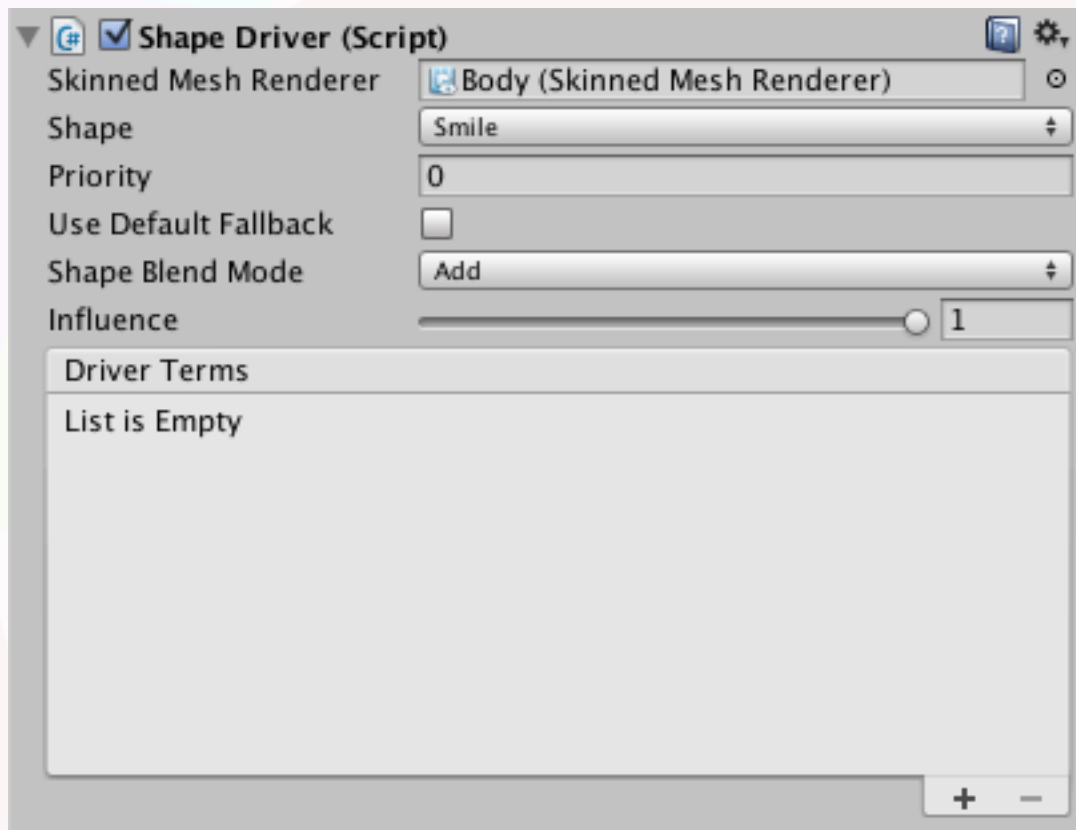 Shape Driver (Script)
Skinned Mesh Renderer Body (Skinned Mesh Renderer)
Shape Smile
Priority 0
Use Default Fallback
Shape Blend Mode Add
Influence 1
Driver Terms
List is Empty